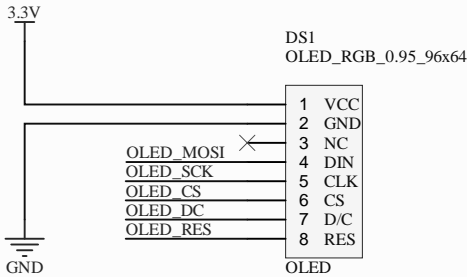 3.3V
DS1
OLED_RGB_0.95_96x64
1 VCC
2 GND
3 NC
OLED_MOSI 4 DIN
OLED_SCK 5 CLK
OLED_CS 6 CS
OLED_DC 7 D/C
OLED_RES 8 RES
GND OLED